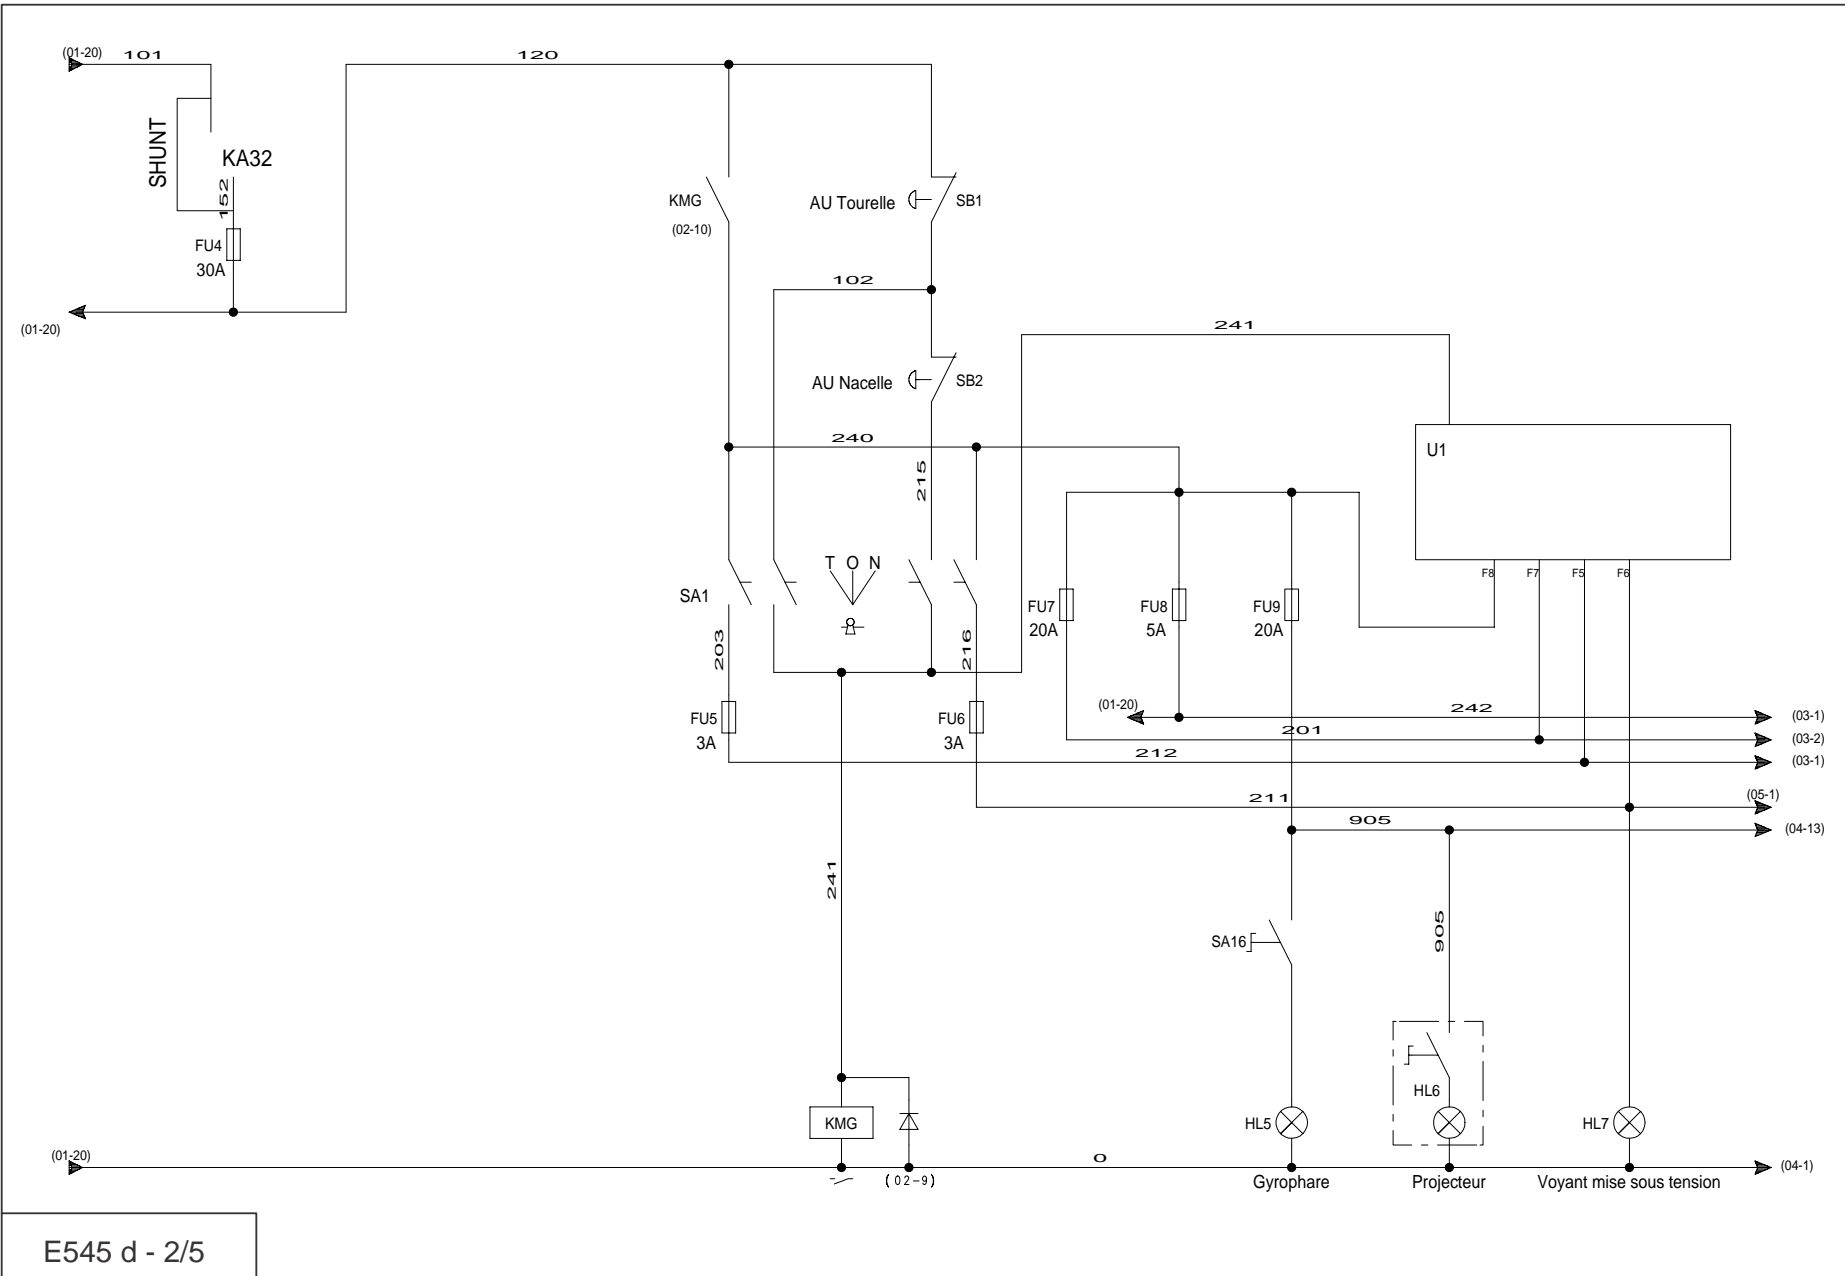 (01-20)
101
120
SHUNT
KA32
152
FU4
30A
(01-20)
KMG
(02-10)
AU Tourelle
SB1
102
241
AU Nacelle
SB2
240
215
U1
F8
F7
F5
F6
T O N
SA1
FU7
20A
FU8
5A
FU9
20A
203
216
FU5
3A
FU6
3A
(01-20)
242
(03-1)
201
(03-2)
212
(03-1)
211
(05-1)
905
(04-13)
241
905
SA16
HL6
KMG
HL5
HL7
(01-20)
0
(04-1)
(02-9)
Gyrophare
Projecteur
Voyant mise sous tension
E545 d - 2/5